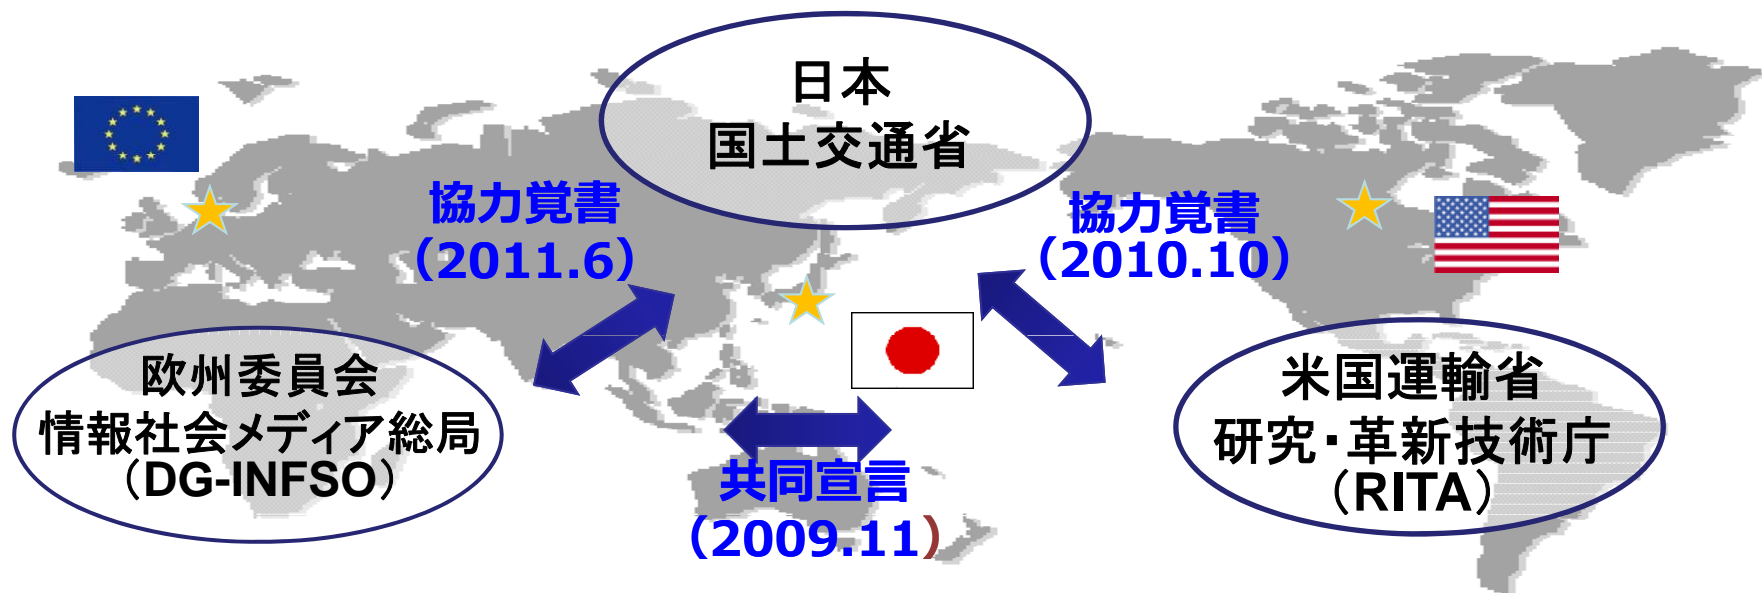 日本
国土交通省
協力覚書
（2011.6）
協力覚書
（2010.10）
欧州委員会
情報社会メディア総局
（DG-INFSO）
米国運輸省
研究・革新技術庁
（RITA）
共同宣言
（2009.11）